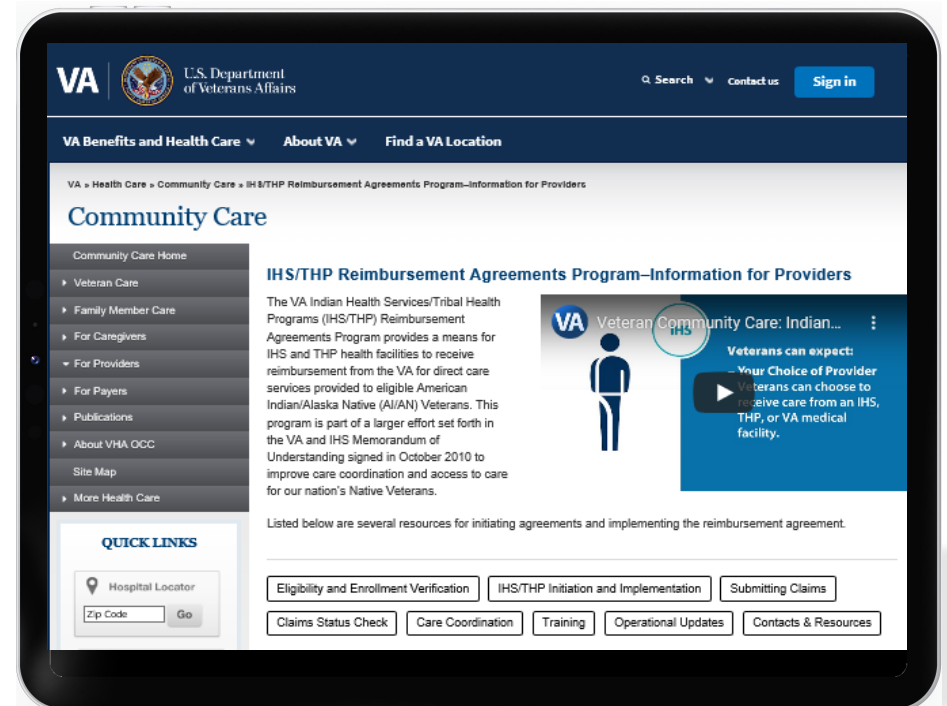 VA
U.S. Department
of Veterans Affairs
Search
Contact us
Sign in
VA Benefits and Health Care
About VA
Find a VA Location
VA » Health Care » Community Care » IHS/THP Reimbursement Agreements Program–Information for Providers
Community Care
Community Care Home
Veteran Care
Family Member Care
For Caregivers
For Providers
For Payers
Publications
About VHA OCC
Site Map
More Health Care
QUICK LINKS
Hospital Locator
Zip Code
Go
IHS/THP Reimbursement Agreements Program–Information for Providers
The VA Indian Health Services/Tribal Health
Programs (IHS/THP) Reimbursement
Agreements Program provides a means for
IHS and THP health facilities to receive
reimbursement from the VA for direct care
services provided to eligible American
Indian/Alaska Native (AI/AN) Veterans. This
program is part of a larger effort set forth in
the VA and IHS Memorandum of
Understanding signed in October 2010 to
improve care coordination and access to care
for our nation's Native Veterans.
VA
Veteran Community Care: Indian...
IHS
Veterans can expect:
– Your Choice of Provider
Veterans can choose to
receive care from an IHS,
THP, or VA medical
facility.
Listed below are several resources for initiating agreements and implementing the reimbursement agreement.
Eligibility and Enrollment Verification
IHS/THP Initiation and Implementation
Submitting Claims
Claims Status Check
Care Coordination
Training
Operational Updates
Contacts & Resources